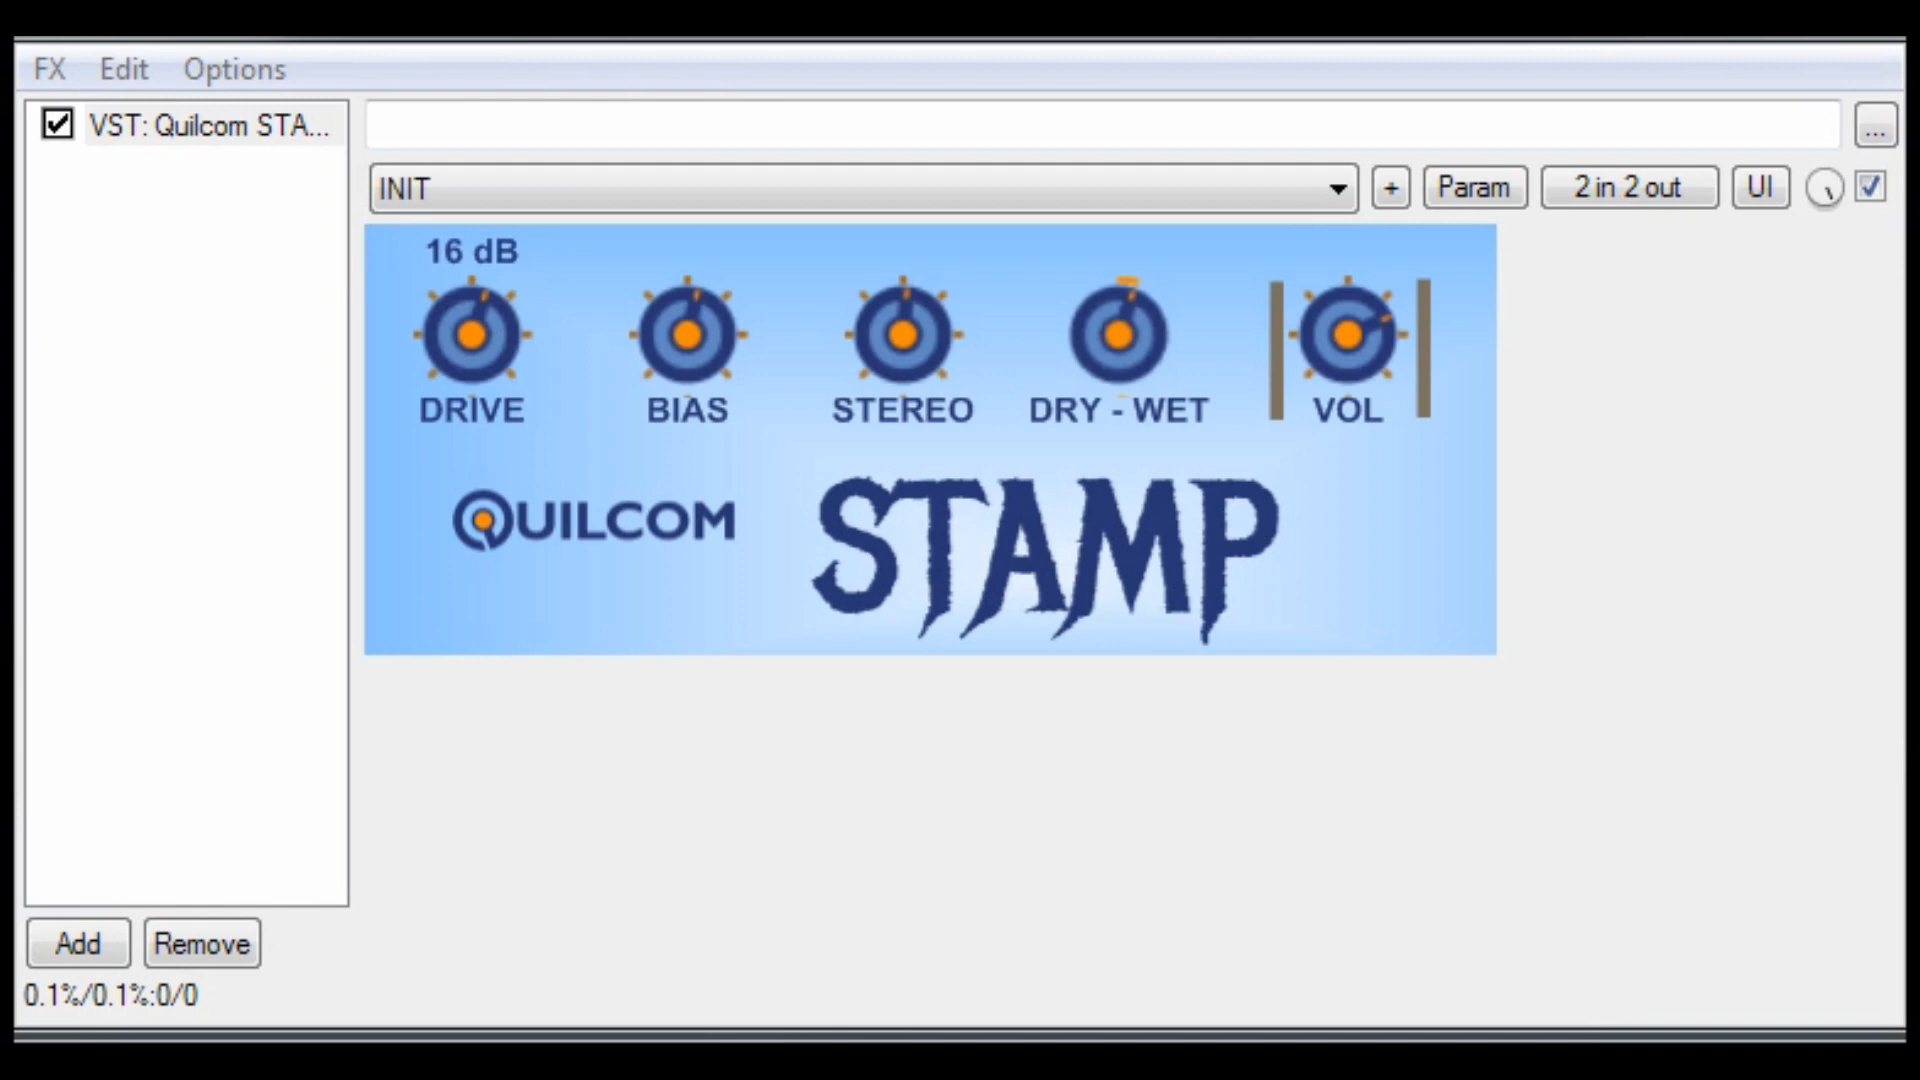 FX Edit Options
VST: Quilcom STA...
...
INIT
+ Param 2 in 2 out UI
16 dB
DRIVE BIAS STEREO DRY - WET VOL
QUILCOM STAMP
Add Remove
0.1%/0.1%:0/0